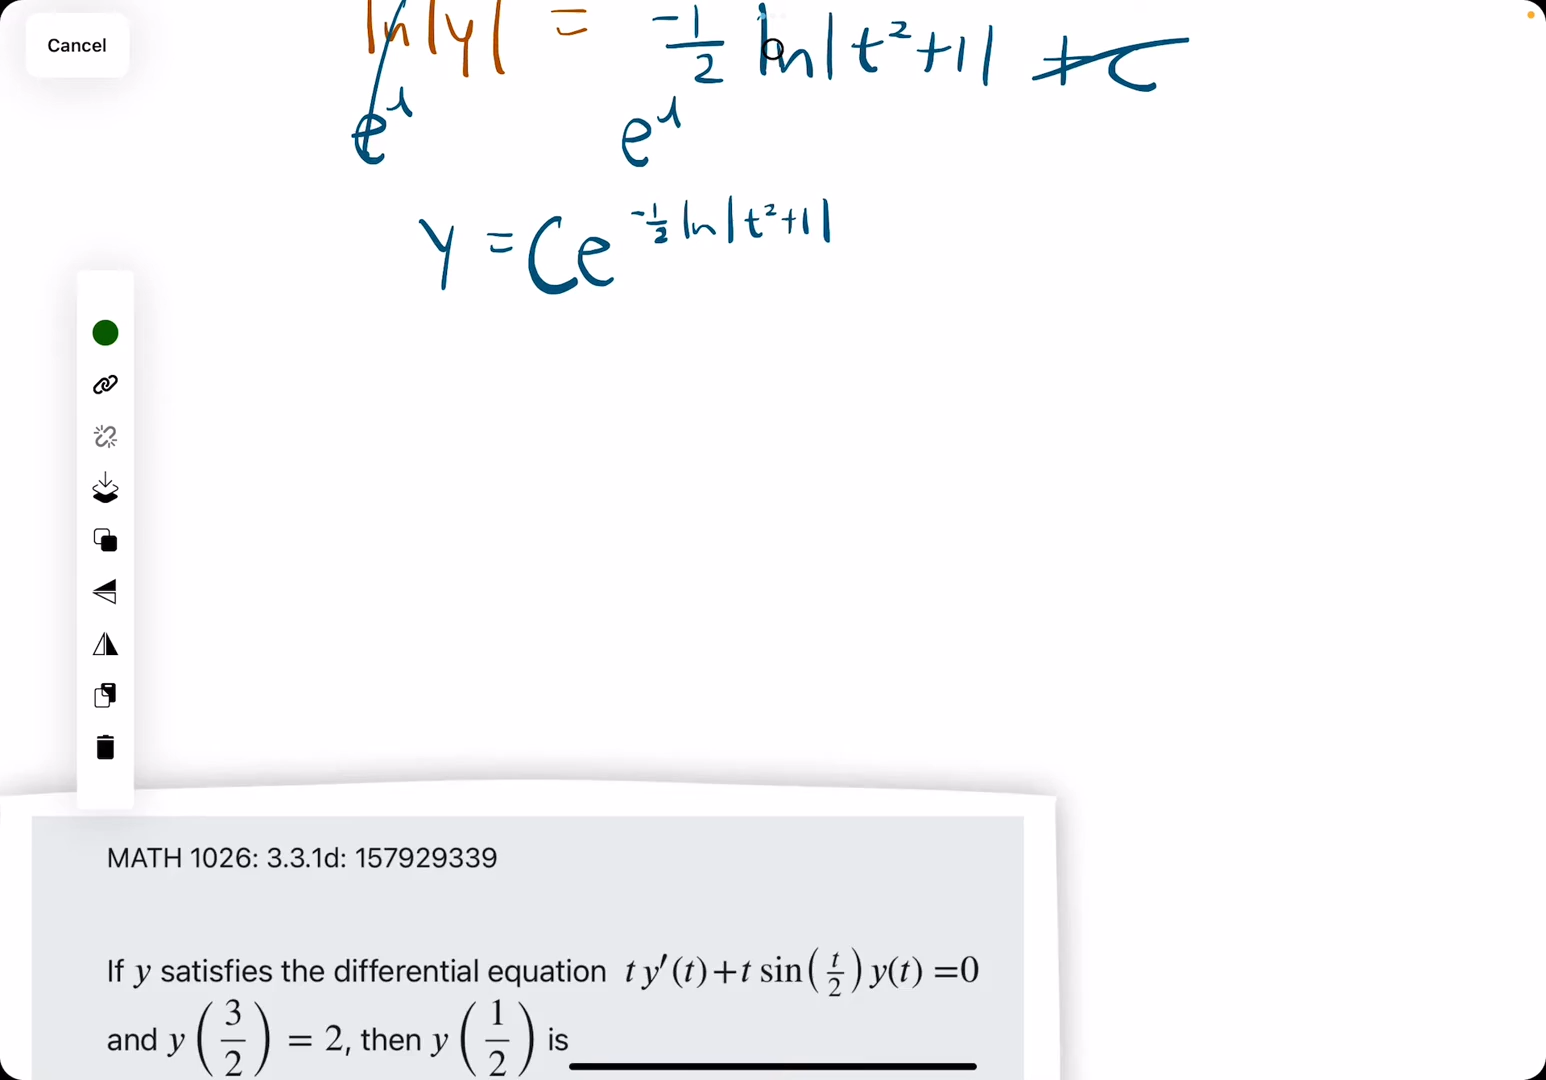 Cancel
ln|y| = -1/2 ln|t²+1| +C
e^1 e^1
y = Ce^(-1/2 ln|t²+1|)
MATH 1026: 3.3.1d: 157929339
If y satisfies the differential equation t y′(t)+t sin(t/2) y(t) =0
and y(3/2) = 2, then y(1/2) is